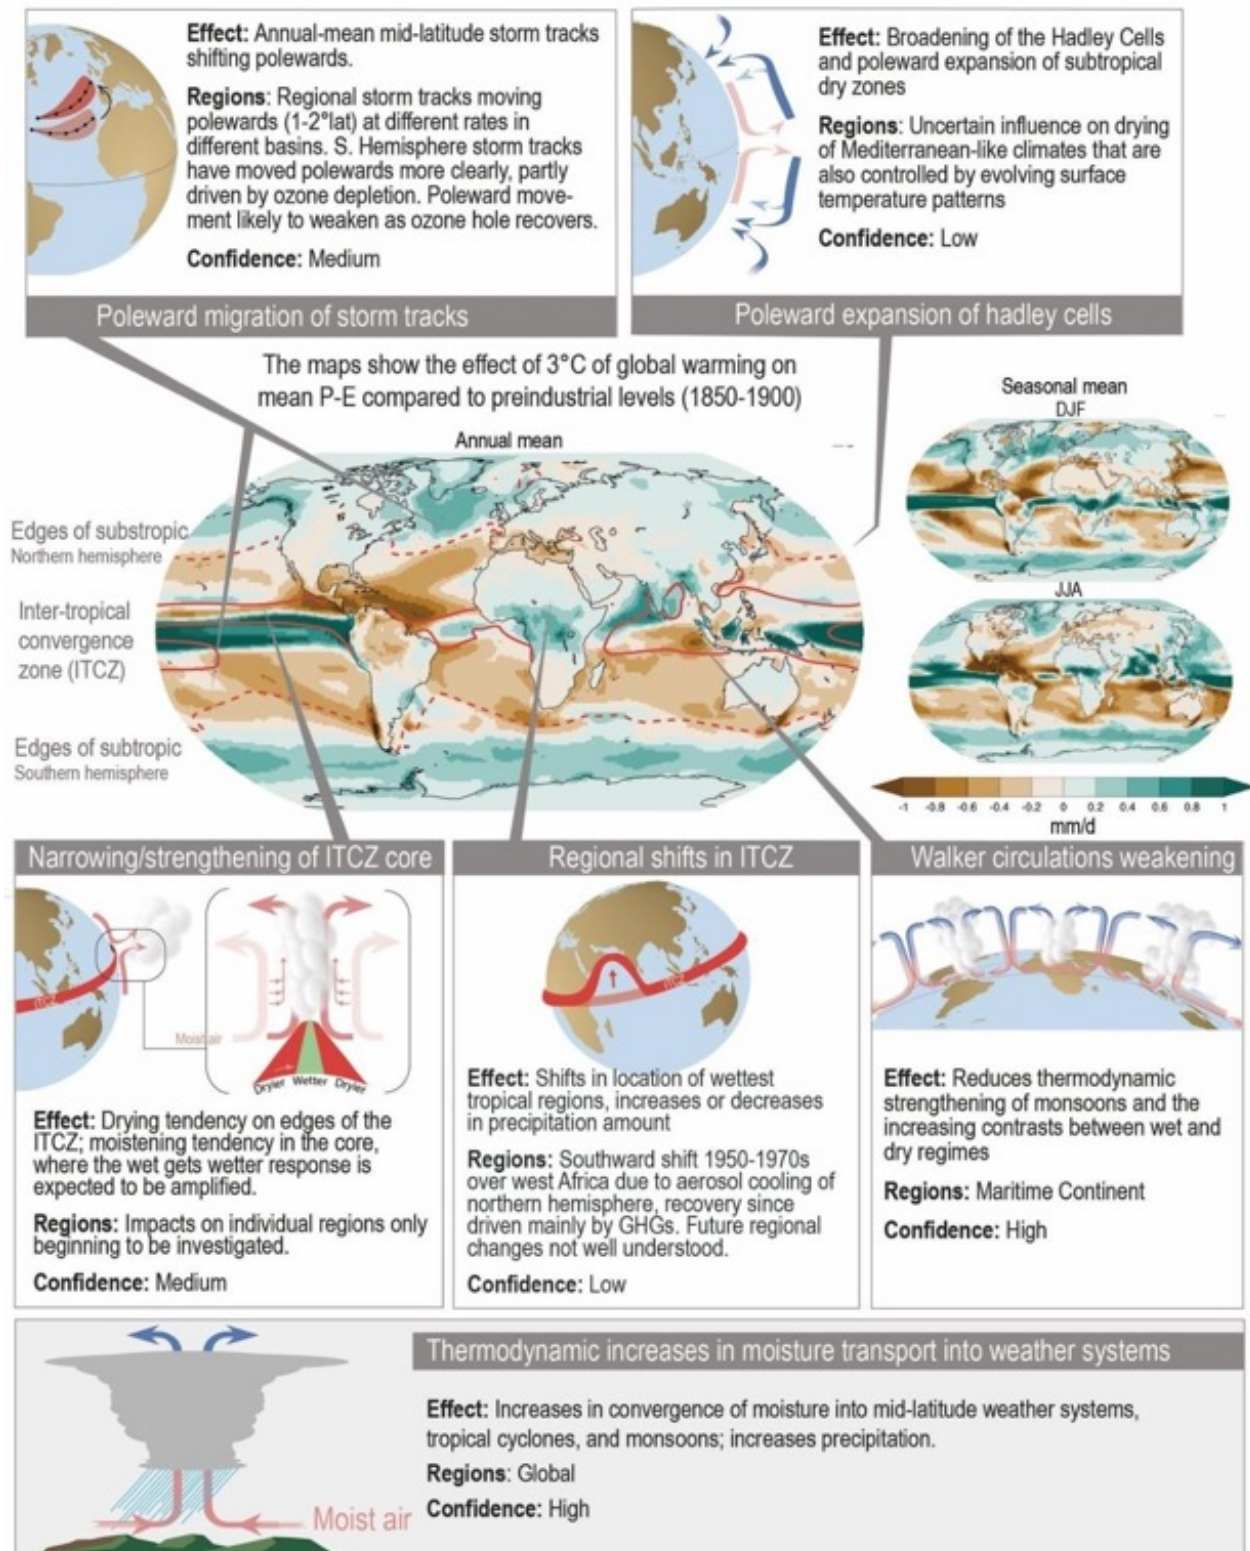 Effect: Annual-mean mid-latitude storm tracks
shifting polewards.
Regions: Regional storm tracks moving
polewards (1-2°lat) at different rates in
different basins. S. Hemisphere storm tracks
have moved polewards more clearly, partly
driven by ozone depletion. Poleward move-
ment likely to weaken as ozone hole recovers.
Confidence: Medium
Poleward migration of storm tracks
Effect: Broadening of the Hadley Cells
and poleward expansion of subtropical
dry zones
Regions: Uncertain influence on drying
of Mediterranean-like climates that are
also controlled by evolving surface
temperature patterns
Confidence: Low
Poleward expansion of hadley cells
The maps show the effect of 3°C of global warming on
mean P-E compared to preindustrial levels (1850-1900)
Annual mean
Seasonal mean
DJF
JJA
Edges of substropic
Northern hemisphere
Inter-tropical
convergence
zone (ITCZ)
Edges of subtropic
Southern hemisphere
-1 -0.8 -0.6 -0.4 -0.2 0 0.2 0.4 0.6 0.8 1
mm/d
Narrowing/strengthening of ITCZ core
ITCZ
Moist air
Dryier Wetter Dryier
Effect: Drying tendency on edges of the
ITCZ; moistening tendency in the core,
where the wet gets wetter response is
expected to be amplified.
Regions: Impacts on individual regions only
beginning to be investigated.
Confidence: Medium
Regional shifts in ITCZ
ITCZ
Effect: Shifts in location of wettest
tropical regions, increases or decreases
in precipitation amount
Regions: Southward shift 1950-1970s
over west Africa due to aerosol cooling of
northern hemisphere, recovery since
driven mainly by GHGs. Future regional
changes not well understood.
Confidence: Low
Walker circulations weakening
Effect: Reduces thermodynamic
strengthening of monsoons and the
increasing contrasts between wet and
dry regimes
Regions: Maritime Continent
Confidence: High
Thermodynamic increases in moisture transport into weather systems
Effect: Increases in convergence of moisture into mid-latitude weather systems,
tropical cyclones, and monsoons; increases precipitation.
Regions: Global
Confidence: High
Moist air